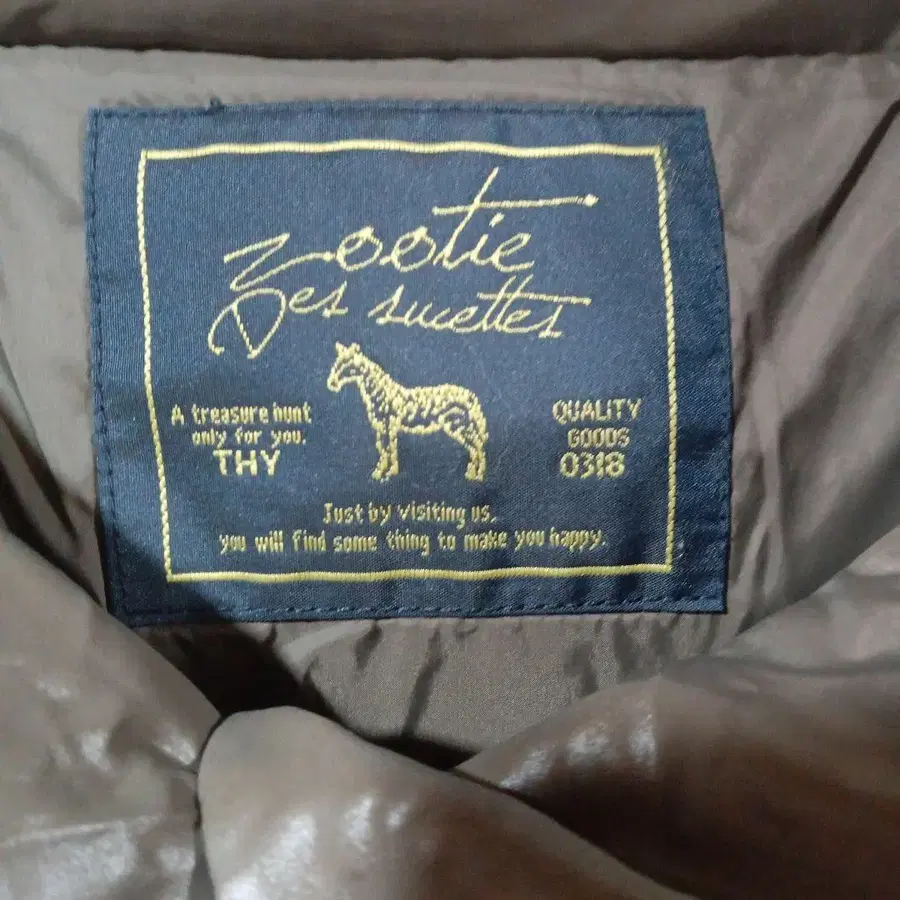 Zootie
Des sucettes
A treasure hunt
only for you.
THY
QUALITY
GOODS
0318
Just by visiting us.
you will find some thing to make you happy.